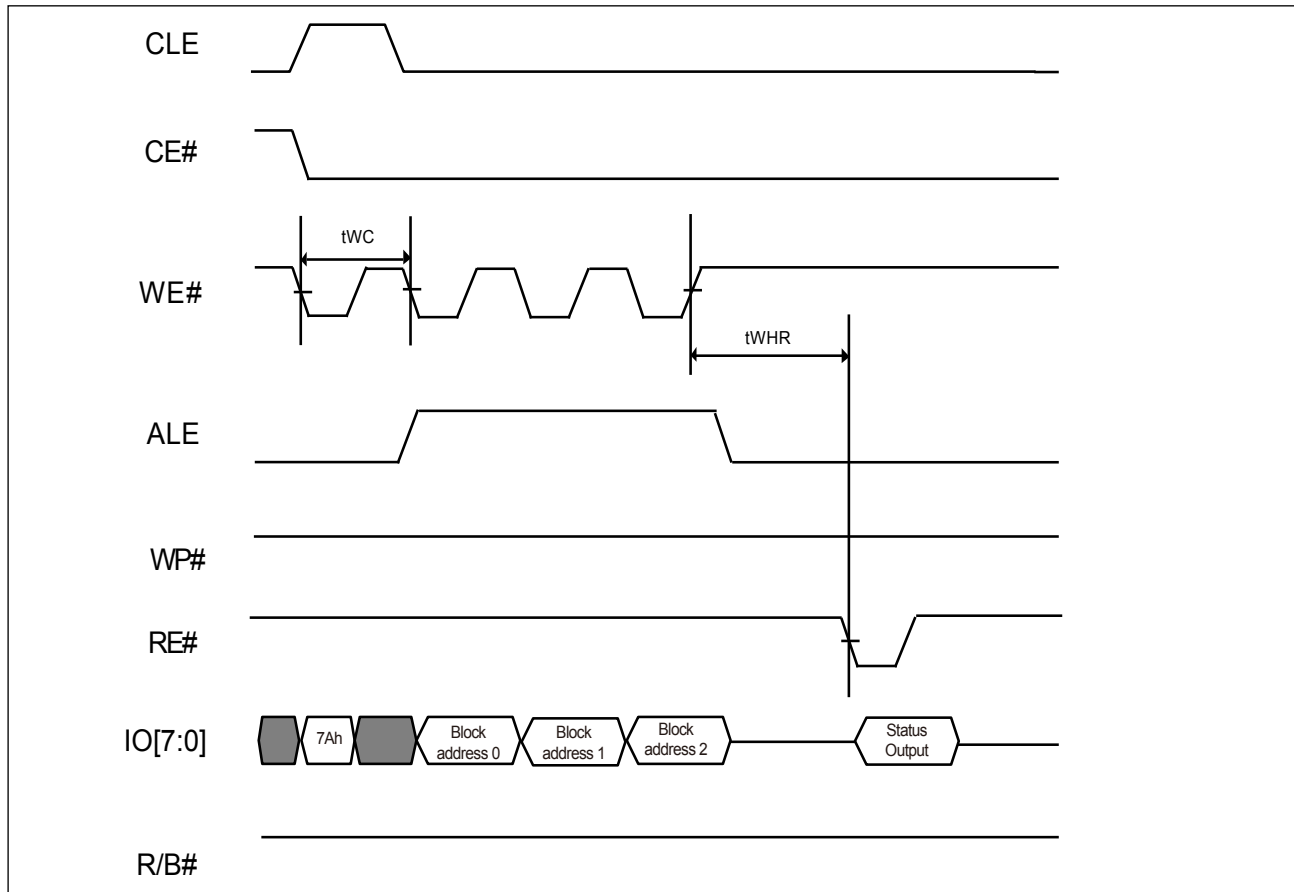 CLE
CE#
tWC
WE#
tWHR
ALE
WP#
RE#
IO[7:0]
7Ah
Block
address 0
Block
address 1
Block
address 2
Status
Output
R/B#